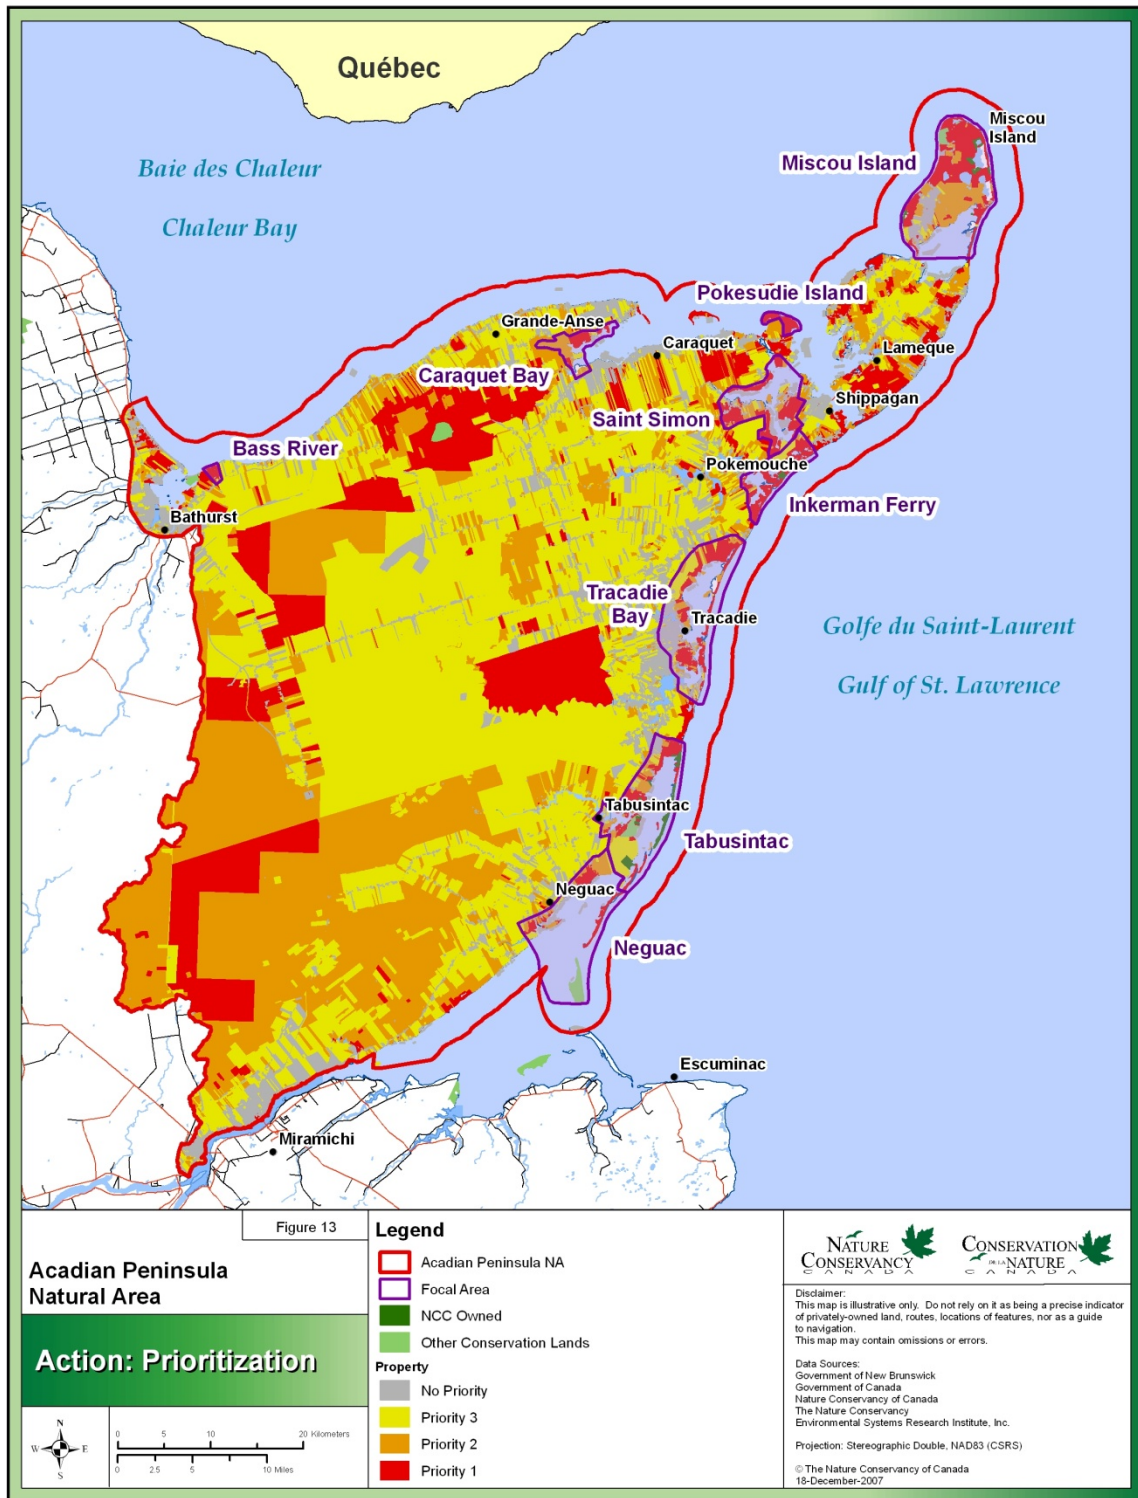 Québec
Baie des Chaleur
Chaleur Bay
Miscou
Island
Miscou Island
Pokesudie Island
Grande-Anse
Caraquet
Lameque
Caraquet Bay
Shippagan
Saint Simon
Bass River
Pokemouche
Inkerman Ferry
Bathurst
Tracadie
Bay
Tracadie
Golfe du Saint-Laurent
Gulf of St. Lawrence
Tabusintac
Tabusintac
Neguac
Neguac
Escuminac
Miramichi
Figure 13
Acadian Peninsula
Natural Area
Action: Prioritization
N
W E
S
0 5 10 20 Kilometers
0 2.5 5 10 Miles
Legend
Acadian Peninsula NA
Focal Area
NCC Owned
Other Conservation Lands
Property
No Priority
Priority 3
Priority 2
Priority 1
NATURE
CONSERVANCY
CANADA
CONSERVATION
DE LA NATURE
CANADA
Disclaimer:
This map is illustrative only. Do not rely on it as being a precise indicator
of privately-owned land, routes, locations of features, nor as a guide
to navigation.
This map may contain omissions or errors.
Data Sources:
Government of New Brunswick
Government of Canada
Nature Conservancy of Canada
The Nature Conservancy
Environmental Systems Research Institute, Inc.
Projection: Stereographic Double, NAD83 (CSRS)
© The Nature Conservancy of Canada
18-December-2007